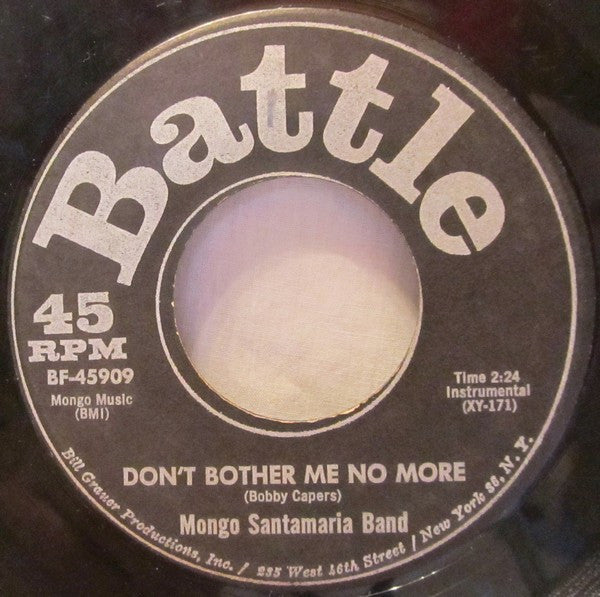 Battle
45
RPM
BF-45909
Mongo Music
(BMI)
Time 2:24
Instrumental
(XY-171)
DON'T BOTHER ME NO MORE
(Bobby Capers)
Mongo Santamaria Band
Bill Grauer Productions, Inc. / 235 West 46th Street / New York 36, N. Y.